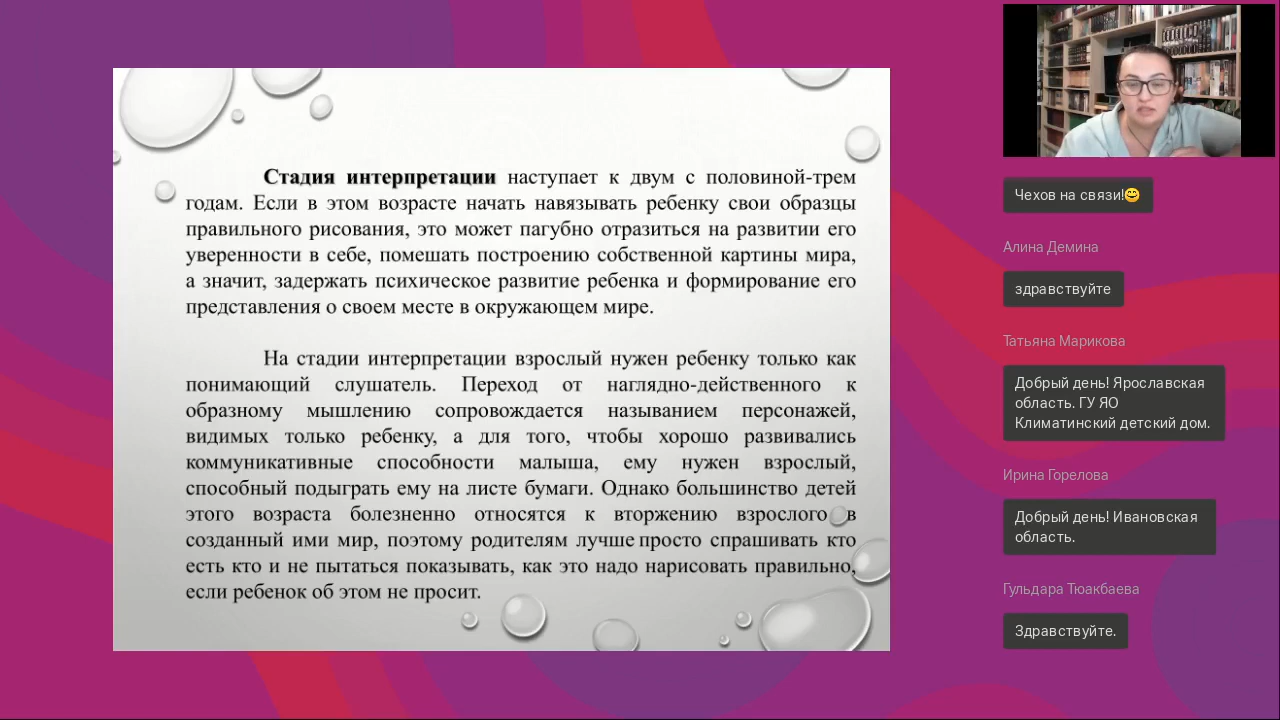 Стадия интерпретации наступает к двум с половиной-трем
годам. Если в этом возрасте начать навязывать ребенку свои образцы
правильного рисования, это может пагубно отразиться на развитии его
уверенности в себе, помешать построению собственной картины мира,
а значит, задержать психическое развитие ребенка и формирование его
представления о своем месте в окружающем мире.
На стадии интерпретации взрослый нужен ребенку только как
понимающий слушатель. Переход от наглядно-действенного к
образному мышлению сопровождается называнием персонажей,
видимых только ребенку, а для того, чтобы хорошо развивались
коммуникативные способности малыша, ему нужен взрослый,
способный подыграть ему на листе бумаги. Однако большинство детей
этого возраста болезненно относятся к вторжению взрослого в
созданный ими мир, поэтому родителям лучше просто спрашивать кто
есть кто и не пытаться показывать, как это надо нарисовать правильно,
если ребенок об этом не просит.
Чехов на связи!😊
Алина Демина
здравствуйте
Татьяна Марикова
Добрый день! Ярославская
область. ГУ ЯО
Климатинский детский дом.
Ирина Горелова
Добрый день! Ивановская
область.
Гульдара Тюакбаева
Здравствуйте.